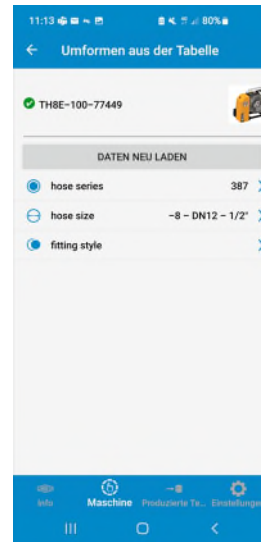 11:13 80%
Umformen aus der Tabelle
TH8E-100-77449
DATEN NEU LADEN
hose series 387
hose size -8 - DN12 - 1/2"
fitting style
Info Maschine Produzierte Te... Einstellungen